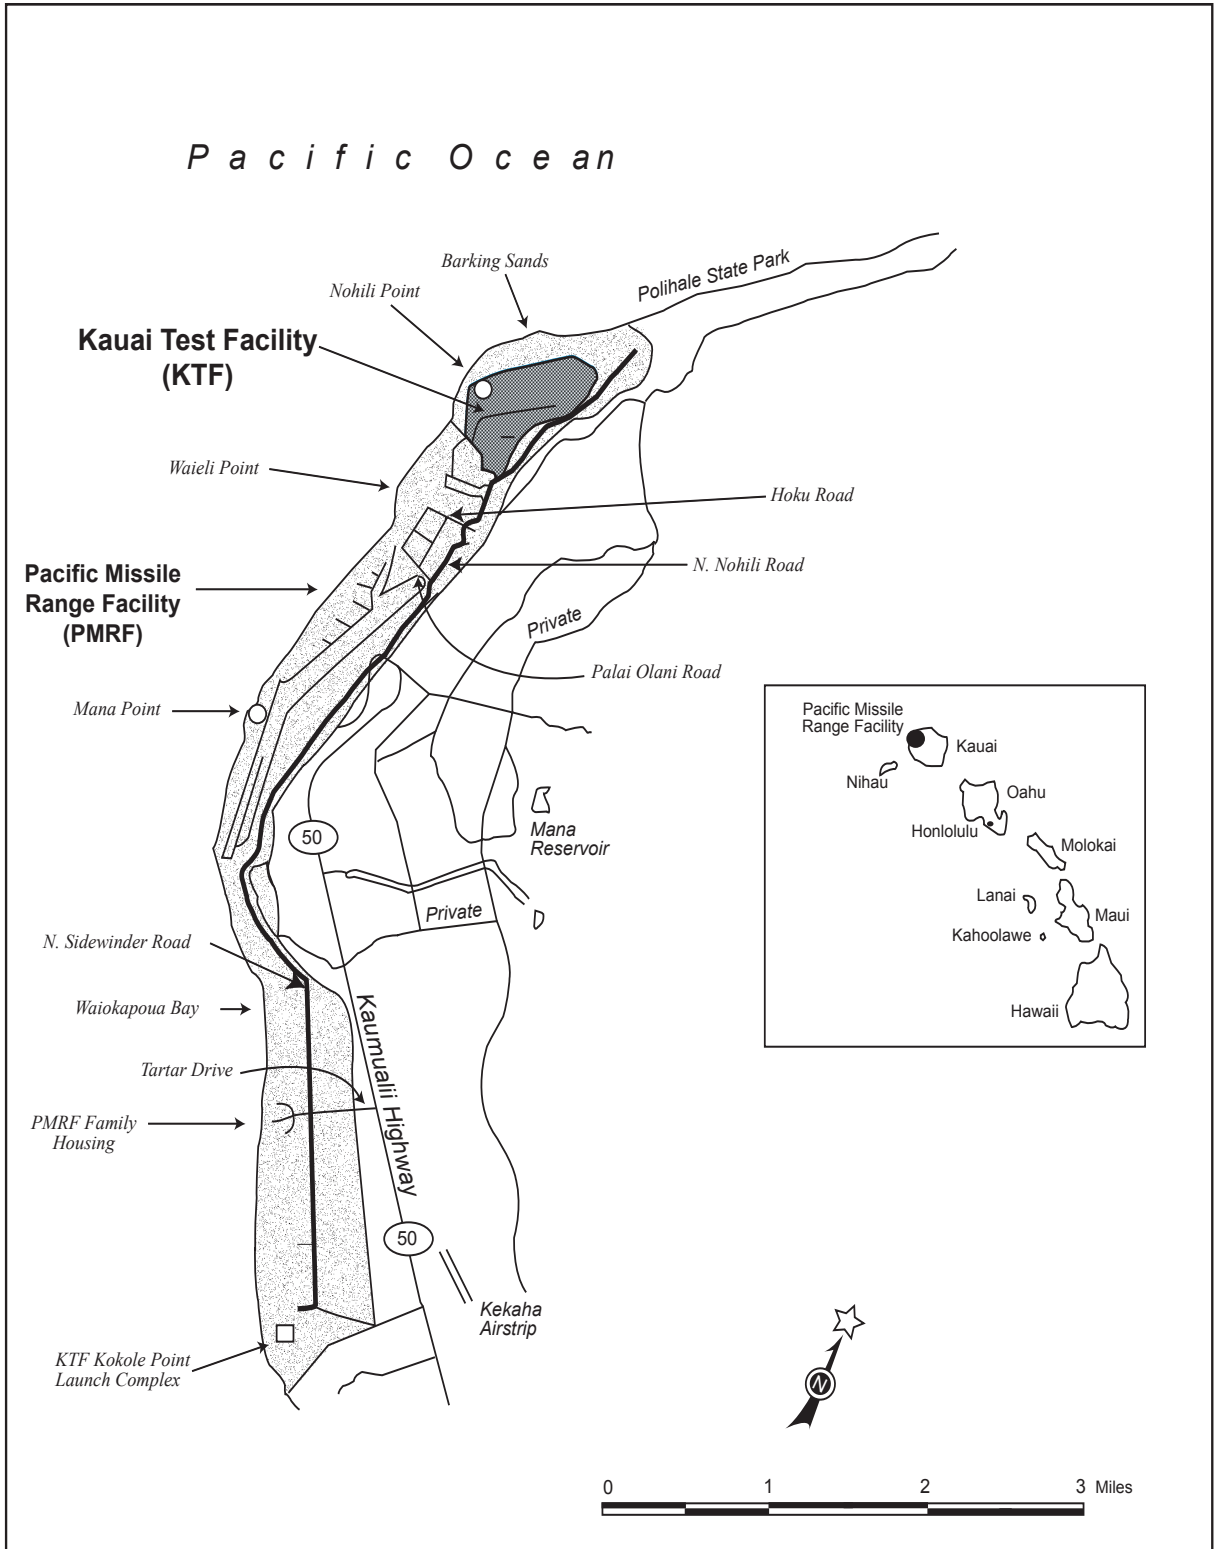 Pacific Ocean
Barking Sands
Polihale State Park
Nohili Point
Kauai Test Facility
(KTF)
Waieli Point
Hoku Road
N. Nohili Road
Pacific Missile
Range Facility
(PMRF)
Private
Palai Olani Road
Mana Point
50
Mana
Reservoir
Private
N. Sidewinder Road
Waiokapoua Bay
Kaumualii Highway
Tartar Drive
PMRF Family
Housing
50
Kekaha
Airstrip
KTF Kokole Point
Launch Complex
Pacific Missile
Range Facility
Kauai
Nihau
Oahu
Honlolulu
Molokai
Lanai
Maui
Kahoolawe
Hawaii
N
0 1 2 3 Miles